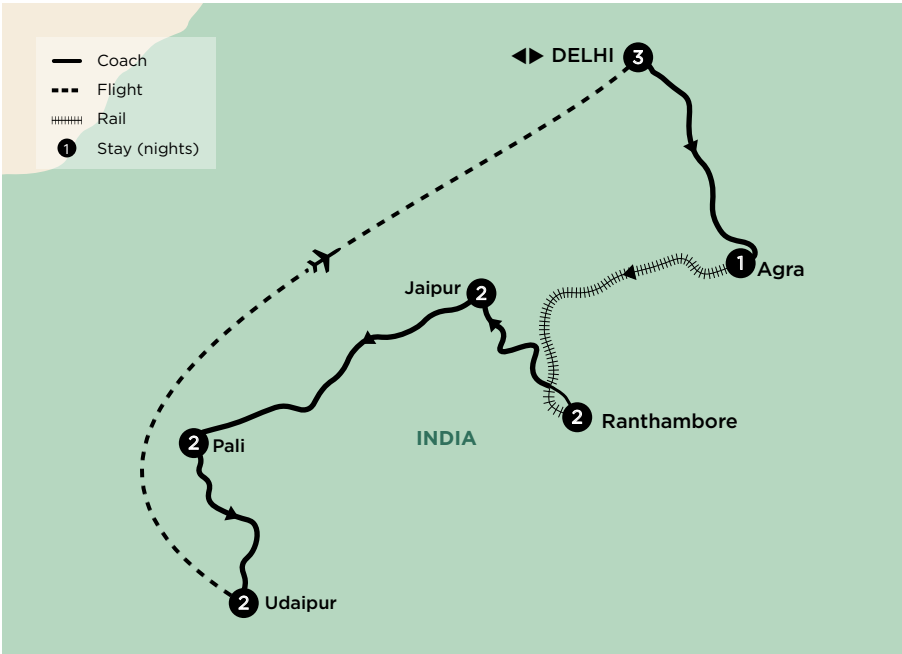 Coach
Flight
Rail
1 Stay (nights)
DELHI 3
1 Agra
Jaipur 2
2 Ranthambore
INDIA
2 Pali
2 Udaipur